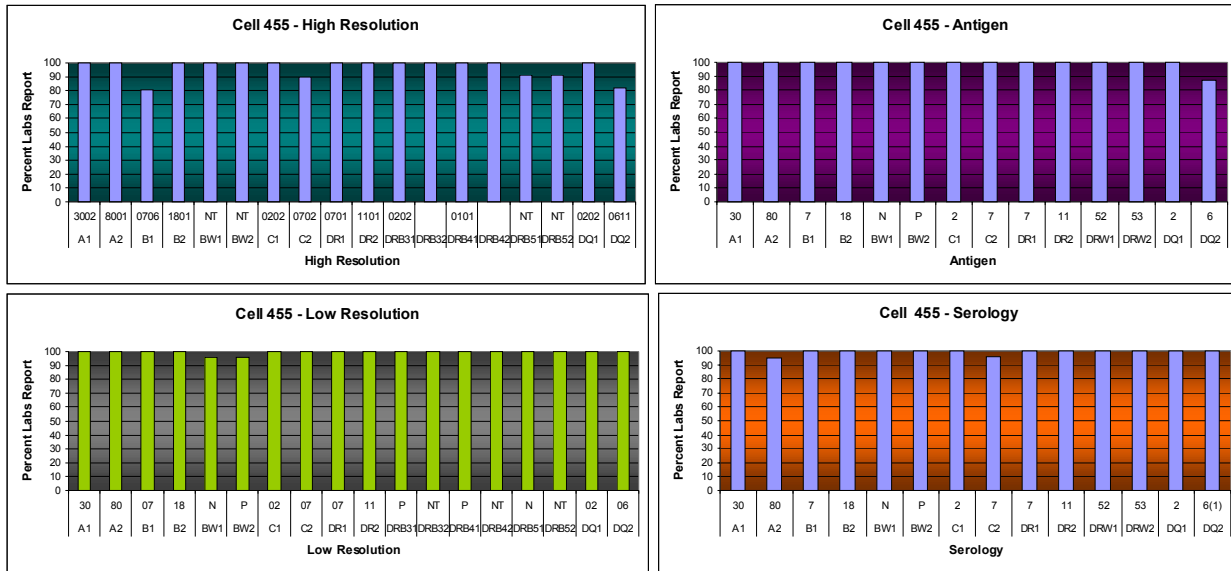 Cell 455 - High Resolution
Percent Labs Report
100
90
80
70
60
50
40
30
20
10
0
3002 8001 0706 1801 NT NT 0202 0702 0701 1101 0202 0101 NT NT 0202 0611
A1 A2 B1 B2 BW1 BW2 C1 C2 DR1 DR2 DRB31 DRB32 DRB41 DRB42 DRB51 DRB52 DQ1 DQ2
High Resolution
Cell 455 - Antigen
Percent Labs Report
100
90
80
70
60
50
40
30
20
10
0
30 80 7 18 N P 2 7 7 11 52 53 2 6
A1 A2 B1 B2 BW1 BW2 C1 C2 DR1 DR2 DRW1 DRW2 DQ1 DQ2
Antigen
Cell 455 - Low Resolution
Percent Labs Report
100
90
80
70
60
50
40
30
20
10
0
30 80 07 18 N P 02 07 07 11 P NT P NT N NT 02 06
A1 A2 B1 B2 BW1 BW2 C1 C2 DR1 DR2 DRB31 DRB32 DRB41 DRB42 DRB51 DRB52 DQ1 DQ2
Low Resolution
Cell 455 - Serology
Percent Labs Report
100
90
80
70
60
50
40
30
20
10
0
30 80 7 18 N P 2 7 7 11 52 53 2 6(1)
A1 A2 B1 B2 BW1 BW2 C1 C2 DR1 DR2 DRW1 DRW2 DQ1 DQ2
Serology